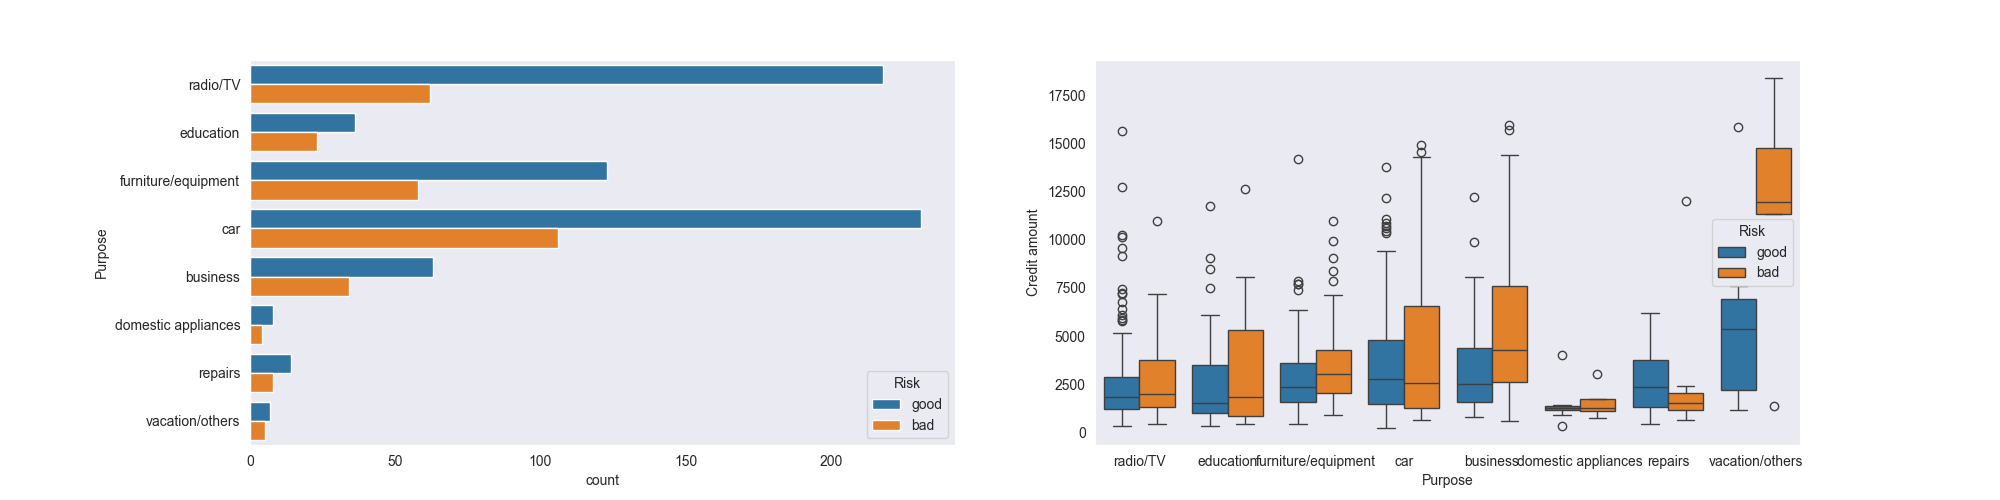 radio/TV
education
furniture/equipment
car
business
domestic appliances
repairs
vacation/others
Purpose
0 50 100 150 200
count
Risk
good
bad
17500
15000
12500
10000
7500
5000
2500
0
Credit amount
Risk
good
bad
radio/TV education furniture/equipment car business domestic appliances repairs vacation/others
Purpose